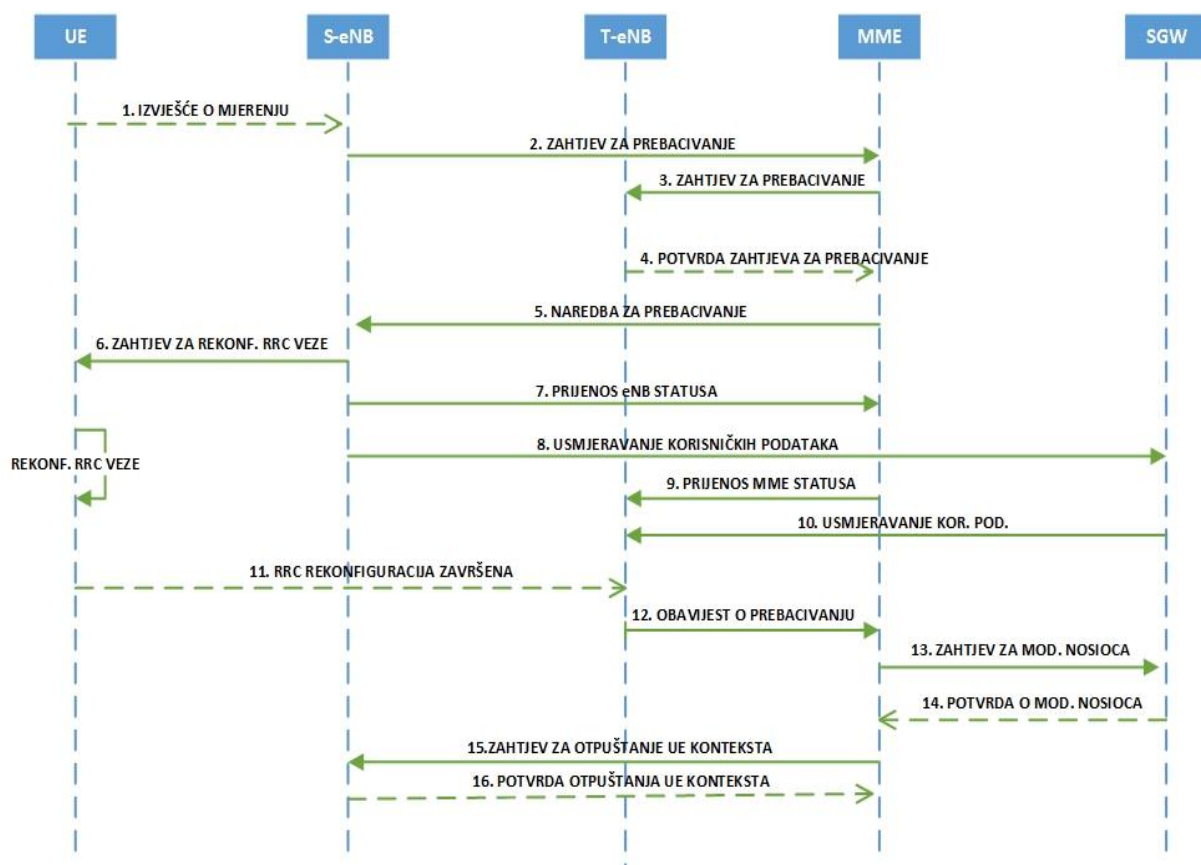 UE
S-eNB
T-eNB
MME
SGW
1. IZVJEŠĆE O MJERENJU
2. ZAHTJEV ZA PREBACIVANJE
3. ZAHTJEV ZA PREBACIVANJE
4. POTVRDA ZAHTJEVA ZA PREBACIVANJE
5. NAREDBA ZA PREBACIVANJE
6. ZAHTJEV ZA REKONF. RRC VEZE
7. PRIJENOS eNB STATUSA
8. USMJERAVANJE KORISNIČKIH PODATAKA
REKONF. RRC VEZE
9. PRIJENOS MME STATUSA
10. USMJERAVANJE KOR. POD.
11. RRC REKONFIGURACIJA ZAVRŠENA
12. OBAVIJEST O PREBACIVANJU
13. ZAHTJEV ZA MOD. NOSIOCA
14. POTVRDA O MOD. NOSIOCA
15.ZAHTJEV ZA OTPUŠTANJE UE KONTEKSTA
16. POTVRDA OTPUŠTANJA UE KONTEKSTA